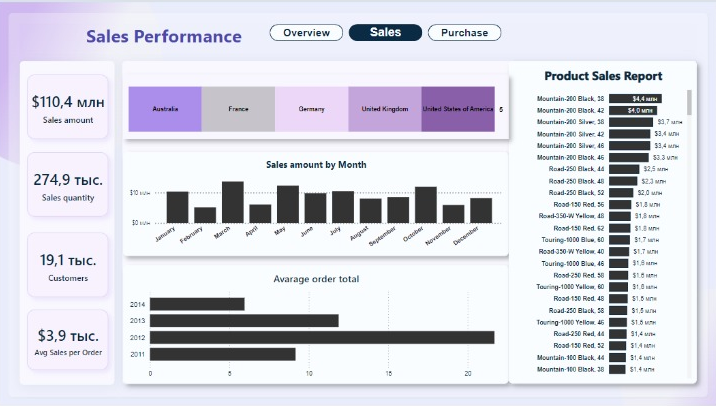 Sales Performance
Overview
Sales
Purchase
$110,4 млн
Sales amount
274,9 тыс.
Sales quantity
19,1 тыс.
Customers
$3,9 тыс.
Avg Sales per Order
Australia
France
Germany
United Kingdom
United States of America
6
Sales amount by Month
$10 млн
$0 млн
January
February
March
April
May
June
July
August
September
October
November
December
Avarage order total
2014
2013
2012
2011
0
5
10
15
20
Product Sales Report
Mountain-200 Black, 38 $4,4 млн
Mountain-200 Black, 42 $4,0 млн
Mountain-200 Silver, 38 $3,7 млн
Mountain-200 Silver, 42 $3,4 млн
Mountain-200 Silver, 46 $3,4 млн
Mountain-200 Black, 46 $3,3 млн
Road-250 Black, 44 $2,5 млн
Road-250 Black, 48 $2,3 млн
Road-250 Black, 52 $2,0 млн
Road-150 Red, 56 $1,8 млн
Road-350-W Yellow, 48 $1,8 млн
Road-150 Red, 62 $1,8 млн
Touring-1000 Blue, 60 $1,7 млн
Road-350-W Yellow, 40 $1,7 млн
Touring-1000 Blue, 46 $1,6 млн
Road-250 Red, 58 $1,6 млн
Touring-1000 Yellow, 60 $1,6 млн
Road-150 Red, 48 $1,5 млн
Road-250 Black, 58 $1,5 млн
Touring-1000 Yellow, 46 $1,5 млн
Road-250 Red, 44 $1,4 млн
Road-150 Red, 52 $1,4 млн
Mountain-100 Black, 44 $1,4 млн
Mountain-100 Black, 38 $1,4 млн